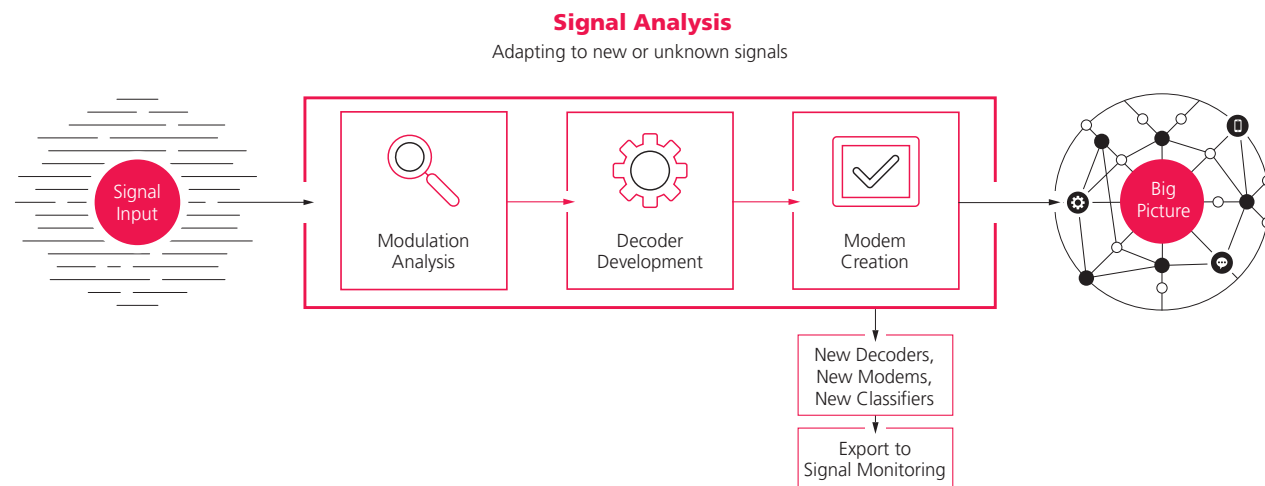 Signal Analysis
Adapting to new or unknown signals
Signal
Input
Modulation
Analysis
Decoder
Development
Modem
Creation
Big
Picture
New Decoders,
New Modems,
New Classifiers
Export to
Signal Monitoring